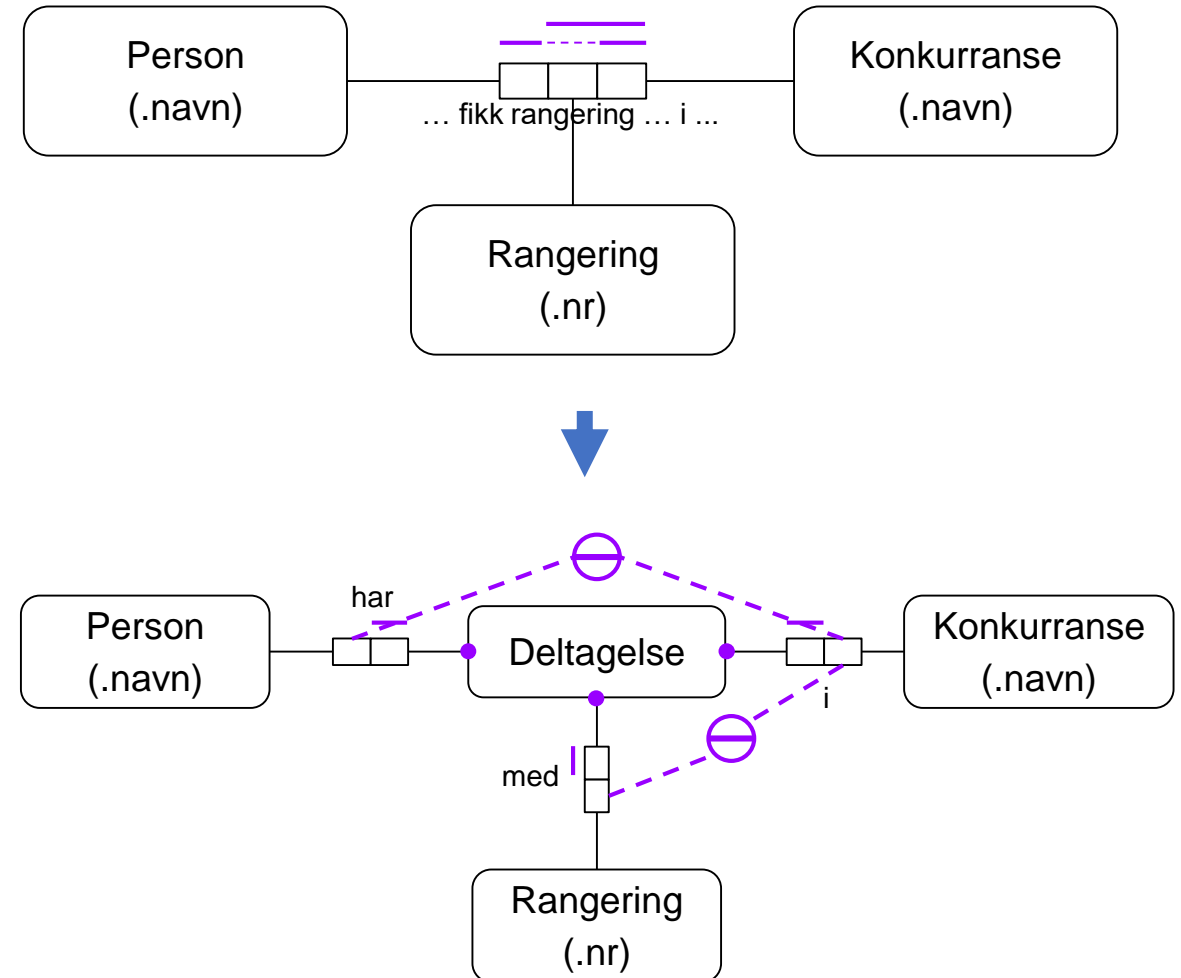 Person
(.navn)
Konkurranse
(.navn)
… fikk rangering … i ...
Rangering
(.nr)
har
Person
(.navn)
Deltagelse
Konkurranse
(.navn)
i
med
Rangering
(.nr)